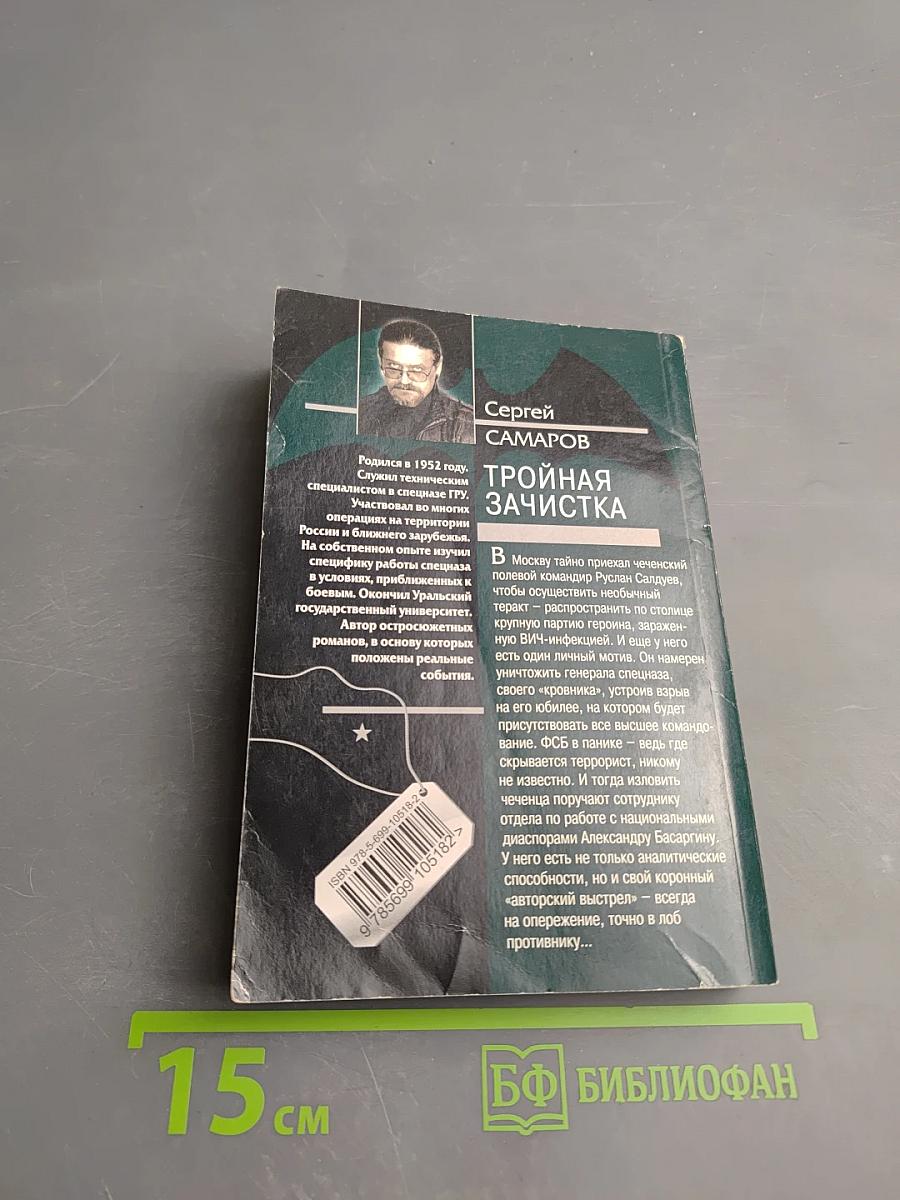 Родился в 1952 году.
Служил техническим
специалистом в спецназе ГРУ.
Участвовал во многих
операциях на территории
России и ближнего зарубежья.
На собственном опыте изучил
специфику работы спецназа
в условиях, приближенных к
боевым. Окончил Уральский
государственный университет.
Автор остросюжетных
романов, в основу которых
положены реальные
события.
Сергей
САМАРОВ
ТРОЙНАЯ
ЗАЧИСТКА
В Москву тайно приехал чеченский
полевой командир Руслан Салдуев,
чтобы осуществить необычный
теракт – распространить по столице
крупную партию героина, заражен-
ную ВИЧ-инфекцией. И еще у него
есть один личный мотив. Он намерен
уничтожить генерала спецназа,
своего «кровника», устроив взрыв
на его юбилее, на котором будет
присутствовать все высшее командо-
вание. ФСБ в панике – ведь где
скрывается террорист, никому
не известно. И тогда изловить
чеченца поручают сотруднику
отдела по работе с национальными
диаспорами Александру Басаргину.
У него есть не только аналитические
способности, но и свой коронный
«авторский выстрел» – всегда
на опережение, точно в лоб
противнику...
ISBN 978-5-699-10518-2
9 785699 105182 >
15 см
БФ БИБЛИОФАН